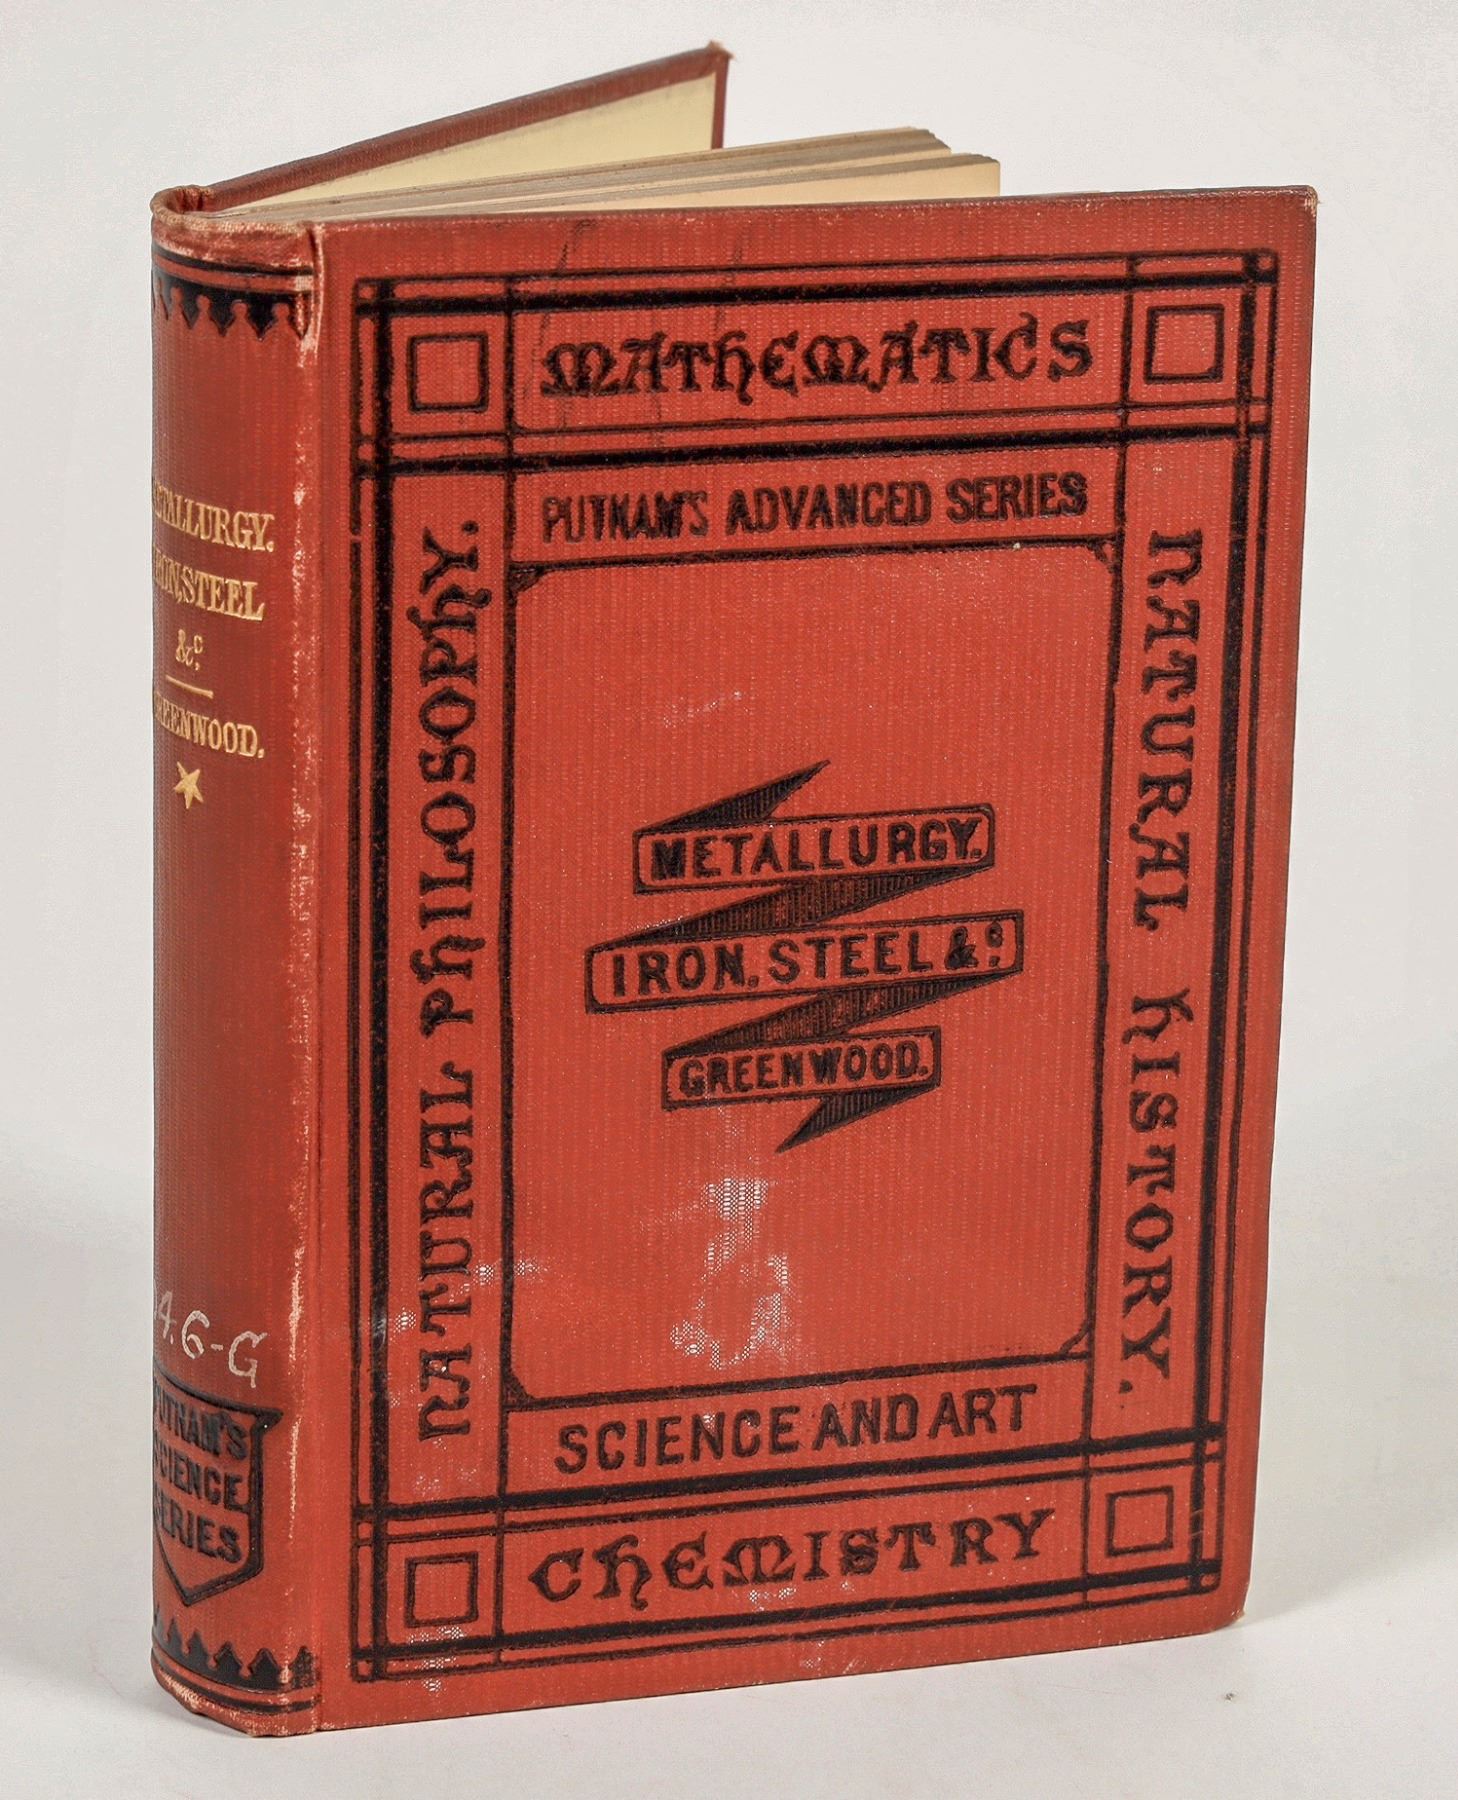 METALLURGY.
IRON, STEEL
&c;
GREENWOOD.
4.6-G
PUTNAM'S
SCIENCE
SERIES
MATHEMATICS
PUTNAM'S ADVANCED SERIES
NATURAL PHILOSOPHY.
METALLURGY.
IRON, STEEL &c;
GREENWOOD.
NATURAL HISTORY.
SCIENCE AND ART
CHEMISTRY